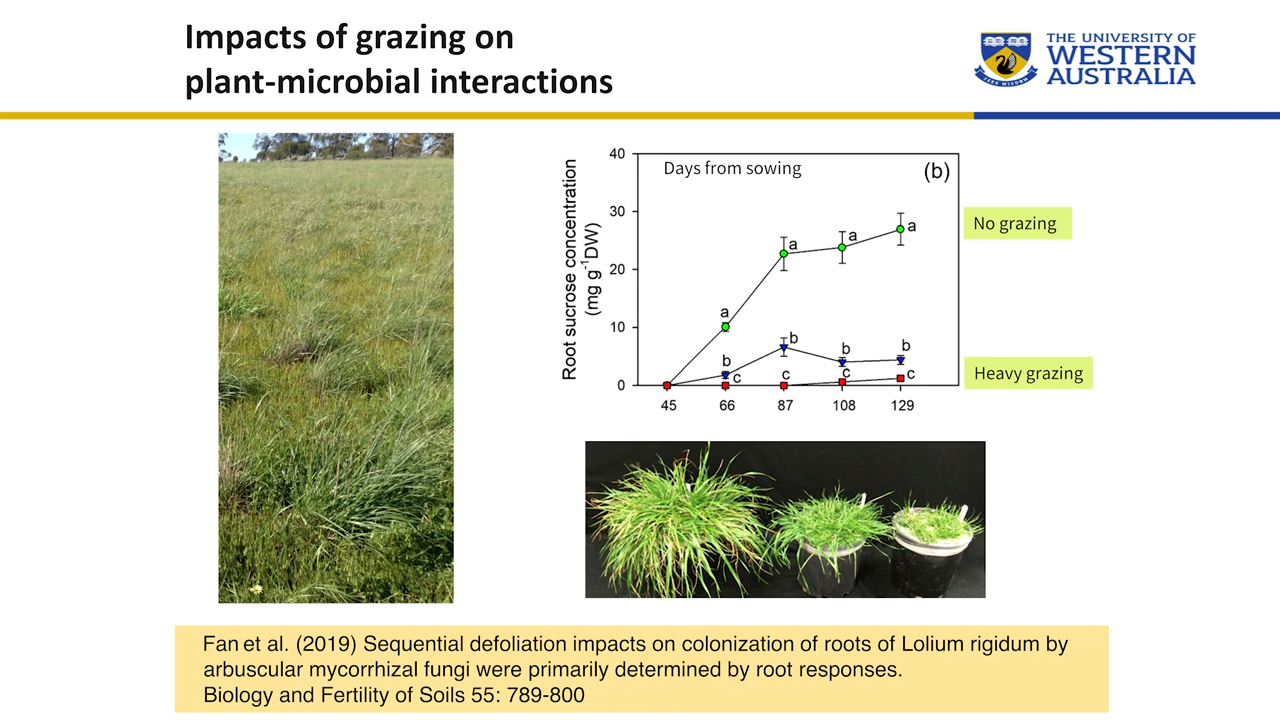 Impacts of grazing on
plant-microbial interactions
THE UNIVERSITY OF
WESTERN
AUSTRALIA
SEEK WISDOM
Root sucrose concentration
(mg g⁻¹DW)
Days from sowing
(b)
40
30
20
10
0
a
a
a
a
b
b
b
b
c
c
c
c
45 66 87 108 129
No grazing
Heavy grazing
Fan et al. (2019) Sequential defoliation impacts on colonization of roots of Lolium rigidum by
arbuscular mycorrhizal fungi were primarily determined by root responses.
Biology and Fertility of Soils 55: 789-800